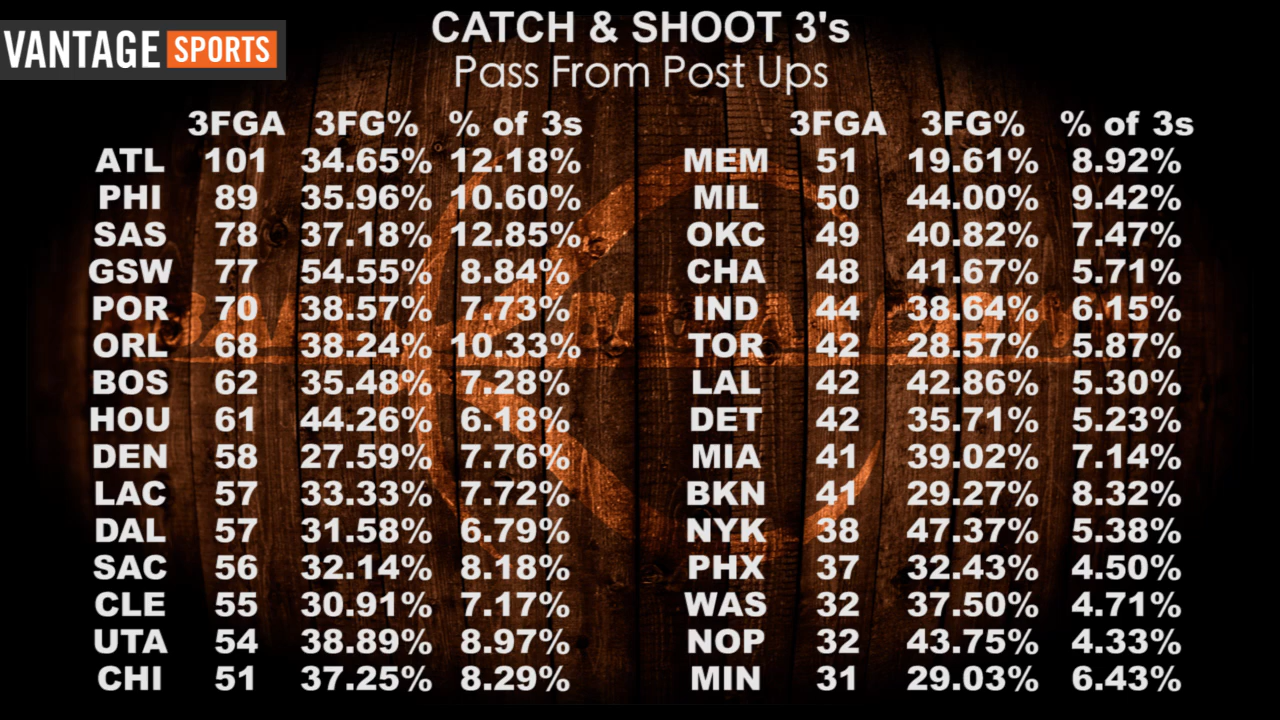 VANTAGE SPORTS
CATCH & SHOOT 3's
Pass From Post Ups
3FGA 3FG% % of 3s
ATL 101 34.65% 12.18%
PHI 89 35.96% 10.60%
SAS 78 37.18% 12.85%
GSW 77 54.55% 8.84%
POR 70 38.57% 7.73%
ORL 68 38.24% 10.33%
BOS 62 35.48% 7.28%
HOU 61 44.26% 6.18%
DEN 58 27.59% 7.76%
LAC 57 33.33% 7.72%
DAL 57 31.58% 6.79%
SAC 56 32.14% 8.18%
CLE 55 30.91% 7.17%
UTA 54 38.89% 8.97%
CHI 51 37.25% 8.29%
3FGA 3FG% % of 3s
MEM 51 19.61% 8.92%
MIL 50 44.00% 9.42%
OKC 49 40.82% 7.47%
CHA 48 41.67% 5.71%
IND 44 38.64% 6.15%
TOR 42 28.57% 5.87%
LAL 42 42.86% 5.30%
DET 42 35.71% 5.23%
MIA 41 39.02% 7.14%
BKN 41 29.27% 8.32%
NYK 38 47.37% 5.38%
PHX 37 32.43% 4.50%
WAS 32 37.50% 4.71%
NOP 32 43.75% 4.33%
MIN 31 29.03% 6.43%